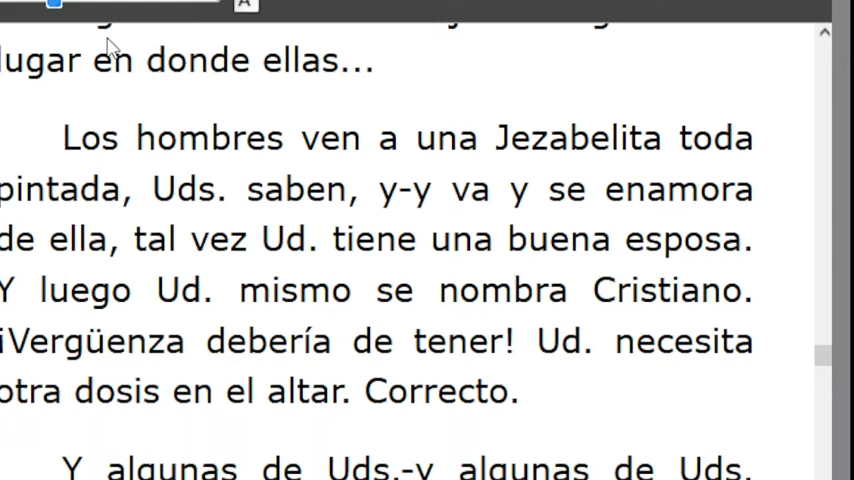 A
lugar en donde ellas...
Los hombres ven a una Jezabelita toda
pintada, Uds. saben, y-y va y se enamora
de ella, tal vez Ud. tiene una buena esposa.
Y luego Ud. mismo se nombra Cristiano.
¡Vergüenza debería de tener! Ud. necesita
otra dosis en el altar. Correcto.
Y algunas de Uds.-y algunas de Uds.